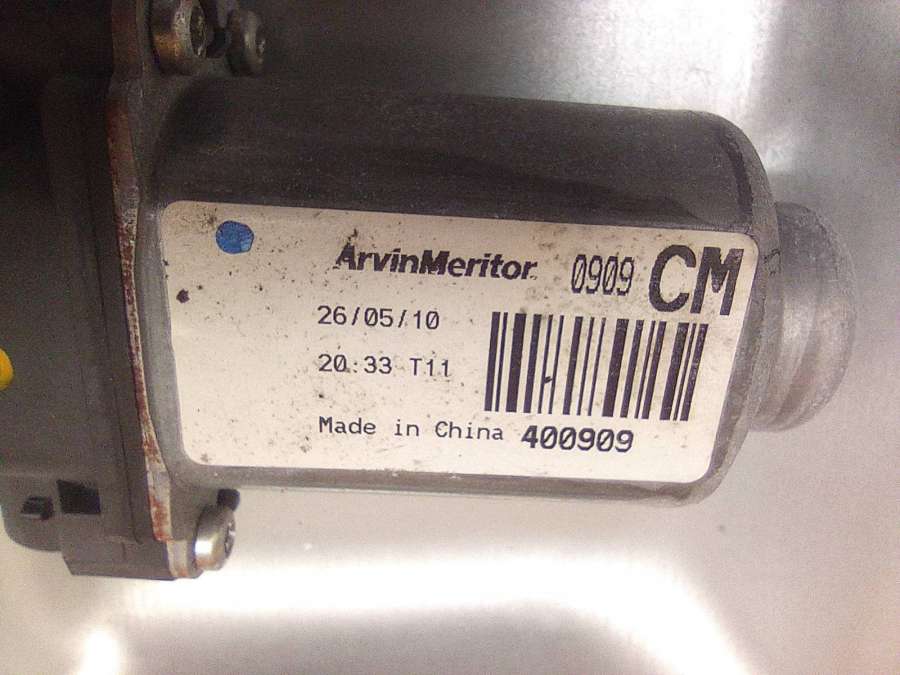 ArvinMeritor 0909 CM
26/05/10
20:33 T11
Made in China 400909